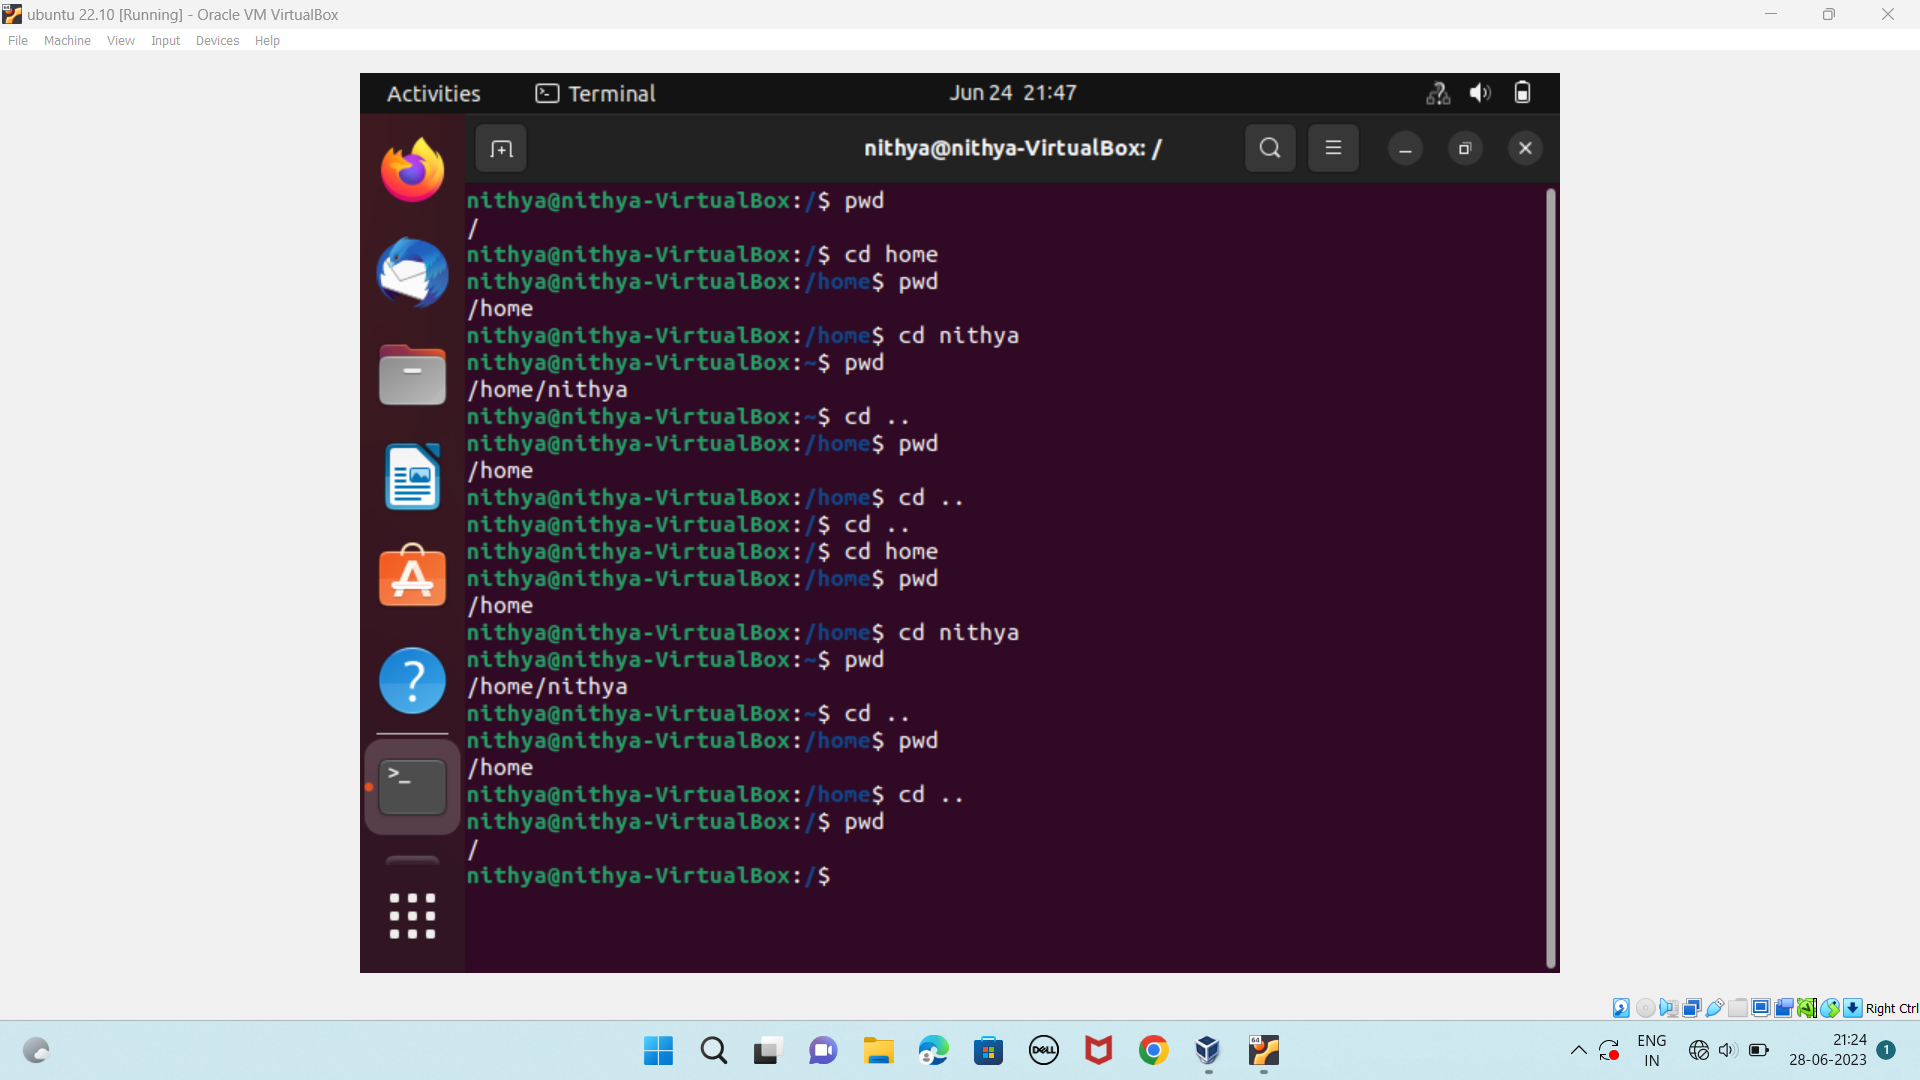 ubuntu 22.10 [Running] - Oracle VM VirtualBox
File Machine View Input Devices Help
Activities Terminal Jun 24 21:47
nithya@nithya-VirtualBox: /
nithya@nithya-VirtualBox:/$ pwd
/
nithya@nithya-VirtualBox:/$ cd home
nithya@nithya-VirtualBox:/home$ pwd
/home
nithya@nithya-VirtualBox:/home$ cd nithya
nithya@nithya-VirtualBox:~$ pwd
/home/nithya
nithya@nithya-VirtualBox:~$ cd ..
nithya@nithya-VirtualBox:/home$ pwd
/home
nithya@nithya-VirtualBox:/home$ cd ..
nithya@nithya-VirtualBox:/$ cd ..
nithya@nithya-VirtualBox:/$ cd home
nithya@nithya-VirtualBox:/home$ pwd
/home
nithya@nithya-VirtualBox:/home$ cd nithya
nithya@nithya-VirtualBox:~$ pwd
/home/nithya
nithya@nithya-VirtualBox:~$ cd ..
nithya@nithya-VirtualBox:/home$ pwd
/home
nithya@nithya-VirtualBox:/home$ cd ..
nithya@nithya-VirtualBox:/$ pwd
/
nithya@nithya-VirtualBox:/$
Right Ctrl
DELL
64
ENG
IN
21:24
28-06-2023
1